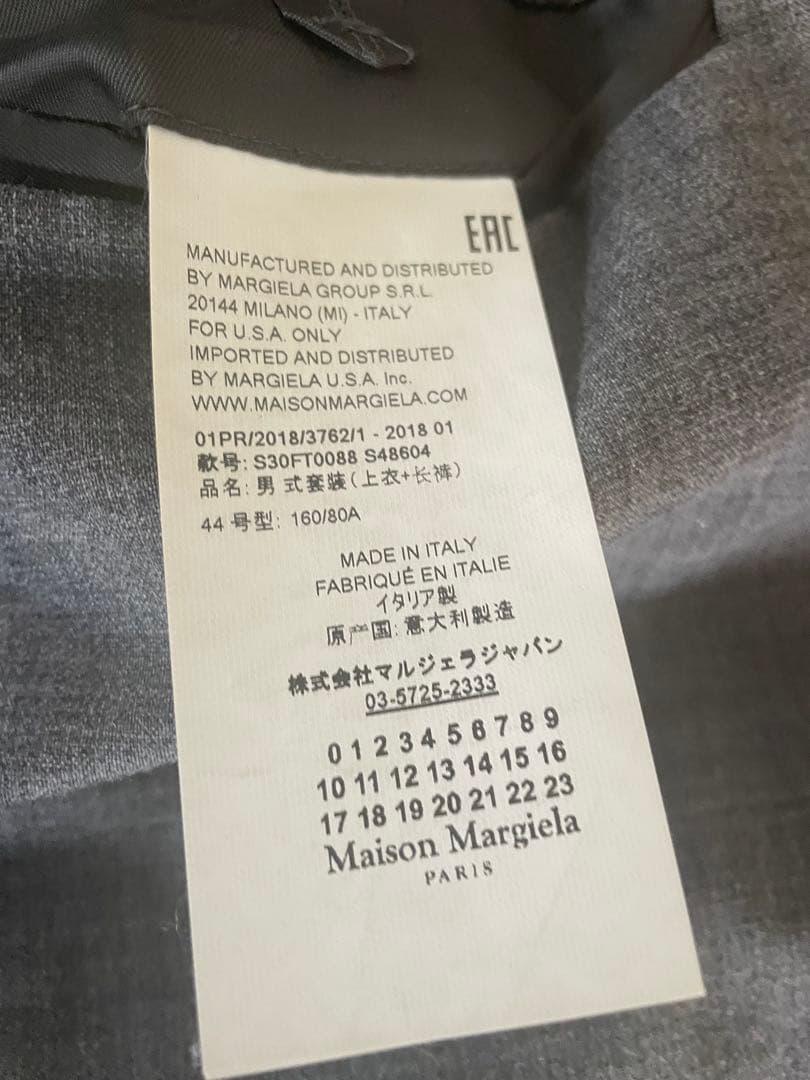 EAC
MANUFACTURED AND DISTRIBUTED
BY MARGIELA GROUP S.R.L.
20144 MILANO (MI) - ITALY
FOR U.S.A. ONLY
IMPORTED AND DISTRIBUTED
BY MARGIELA U.S.A. Inc.
WWW.MAISONMARGIELA.COM
01PR/2018/3762/1 - 2018 01
款号: S30FT0088 S48604
品名: 男 式套装(上衣+长裤)
44 号型: 160/80A
MADE IN ITALY
FABRIQUÉ EN ITALIE
イタリア製
原产国: 意大利製造
株式会社マルジェラジャパン
03-5725-2333
0 1 2 3 4 5 6 7 8 9
10 11 12 13 14 15 16
17 18 19 20 21 22 23
Maison Margiela
PARIS